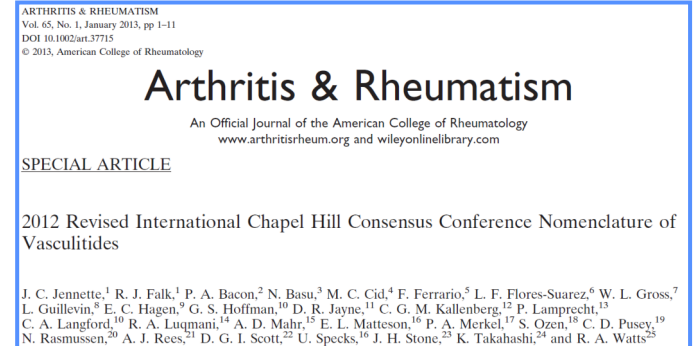 ARTHRITIS & RHEUMATISM
Vol. 65, No. 1, January 2013, pp 1–11
DOI 10.1002/art.37715
© 2013, American College of Rheumatology
Arthritis & Rheumatism
An Official Journal of the American College of Rheumatology
www.arthritisrheum.org and wileyonlinelibrary.com
SPECIAL ARTICLE
2012 Revised International Chapel Hill Consensus Conference Nomenclature of
Vasculitides
J. C. Jennette,1 R. J. Falk,1 P. A. Bacon,2 N. Basu,3 M. C. Cid,4 F. Ferrario,5 L. F. Flores-Suarez,6 W. L. Gross,7
L. Guillevin,8 E. C. Hagen,9 G. S. Hoffman,10 D. R. Jayne,11 C. G. M. Kallenberg,12 P. Lamprecht,13
C. A. Langford,10 R. A. Luqmani,14 A. D. Mahr,15 E. L. Matteson,16 P. A. Merkel,17 S. Ozen,18 C. D. Pusey,19
N. Rasmussen,20 A. J. Rees,21 D. G. I. Scott,22 U. Specks,16 J. H. Stone,23 K. Takahashi,24 and R. A. Watts25